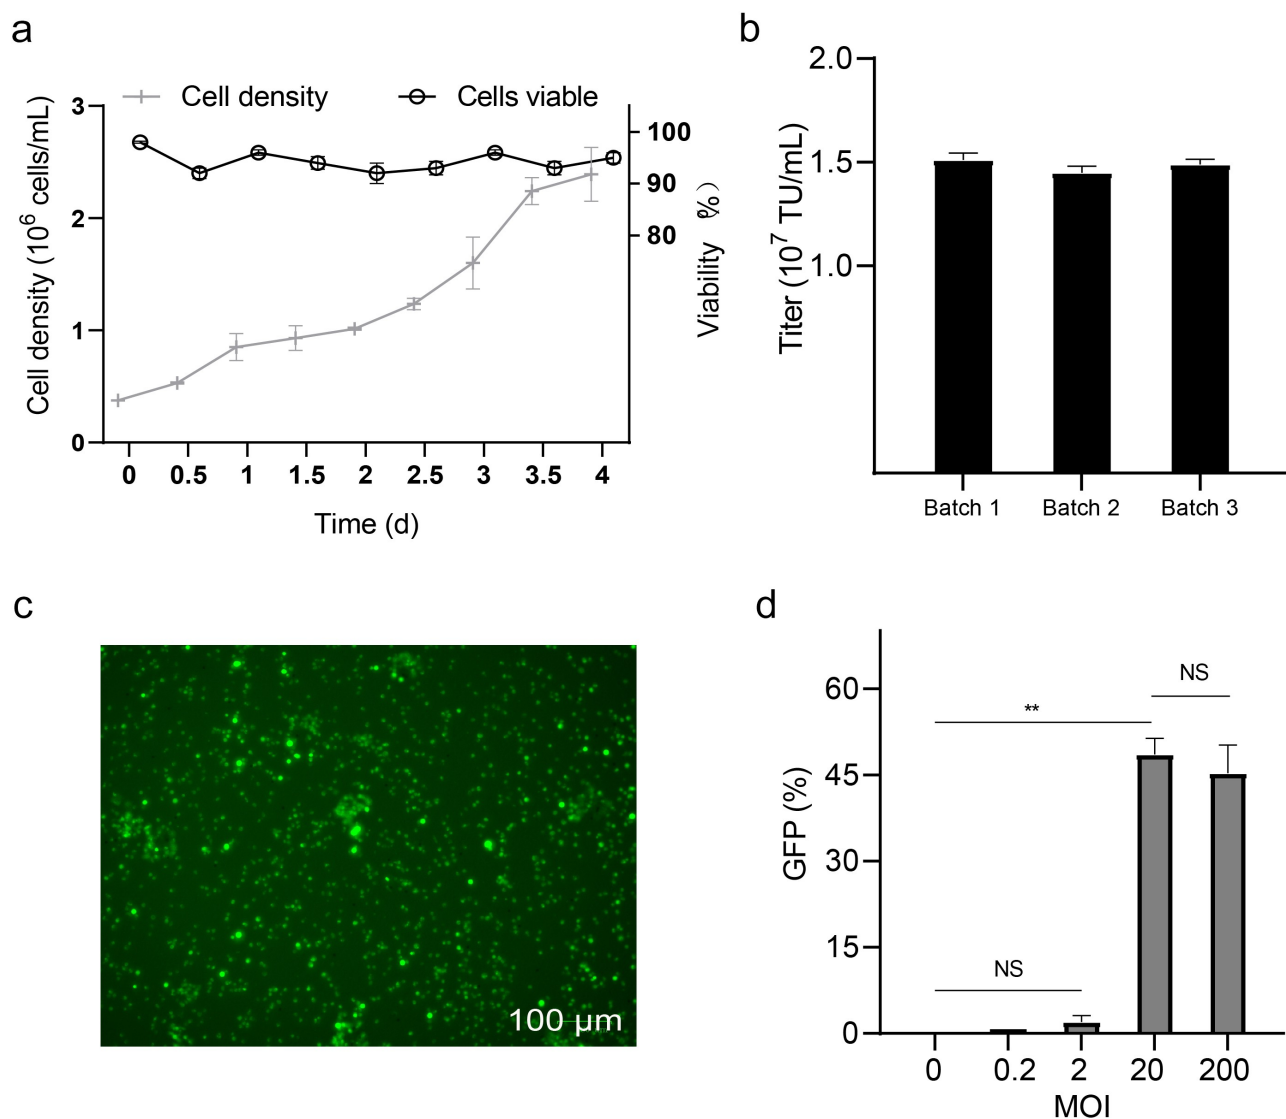 a
Cell density
Cells viable
Cell density (10⁶ cells/mL)
3
2
1
0
100
90
80
Viability (%)
0 0.5 1 1.5 2 2.5 3 3.5 4
Time (d)
b
Titer (10⁷ TU/mL)
2.0
1.5
1.0
Batch 1 Batch 2 Batch 3
c
100 μm
d
GFP (%)
60
45
30
15
0
NS
**
NS
0 0.2 2 20 200
MOI